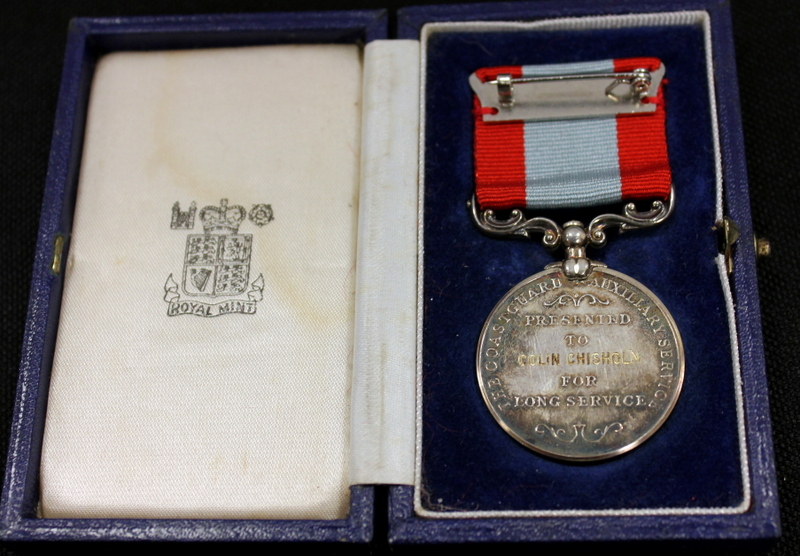 ROYAL MINT
THE COASTGUARD AUXILIARY SERVICE
PRESENTED
TO
COLIN CHISHOLM
FOR
LONG SERVICE